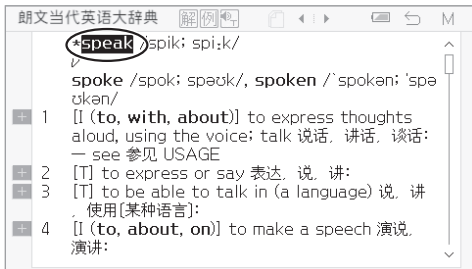 朗文当代英语大辞典 解 例 M
*speak /spik; spi:k/
v
spoke /spok; spəʊk/, spoken /ˋspokən; 'spə
ʊkən/
1 [I (to, with, about)] to express thoughts
aloud, using the voice; talk 说话，讲话，谈话:
— see 参见 USAGE
2 [T] to express or say 表达，说，讲:
3 [T] to be able to talk in (a language) 说，讲
，使用[某种语言]:
4 [I (to, about, on)] to make a speech 演说，
演讲: